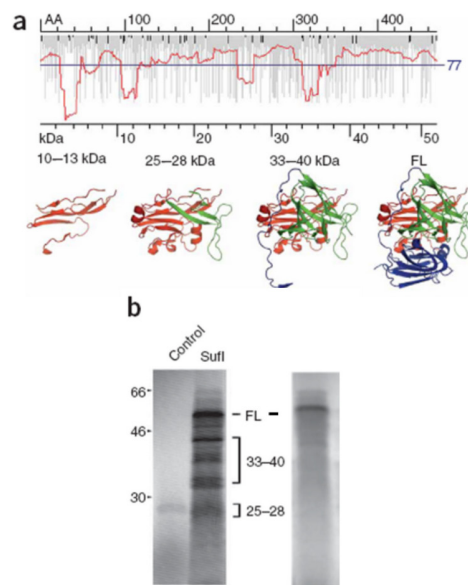 a
AA 100 200 300 400
77
kDa 10 20 30 40 50
10–13 kDa 25–28 kDa 33–40 kDa FL
b
Control SufI
66
FL
46
33–40
30
25–28